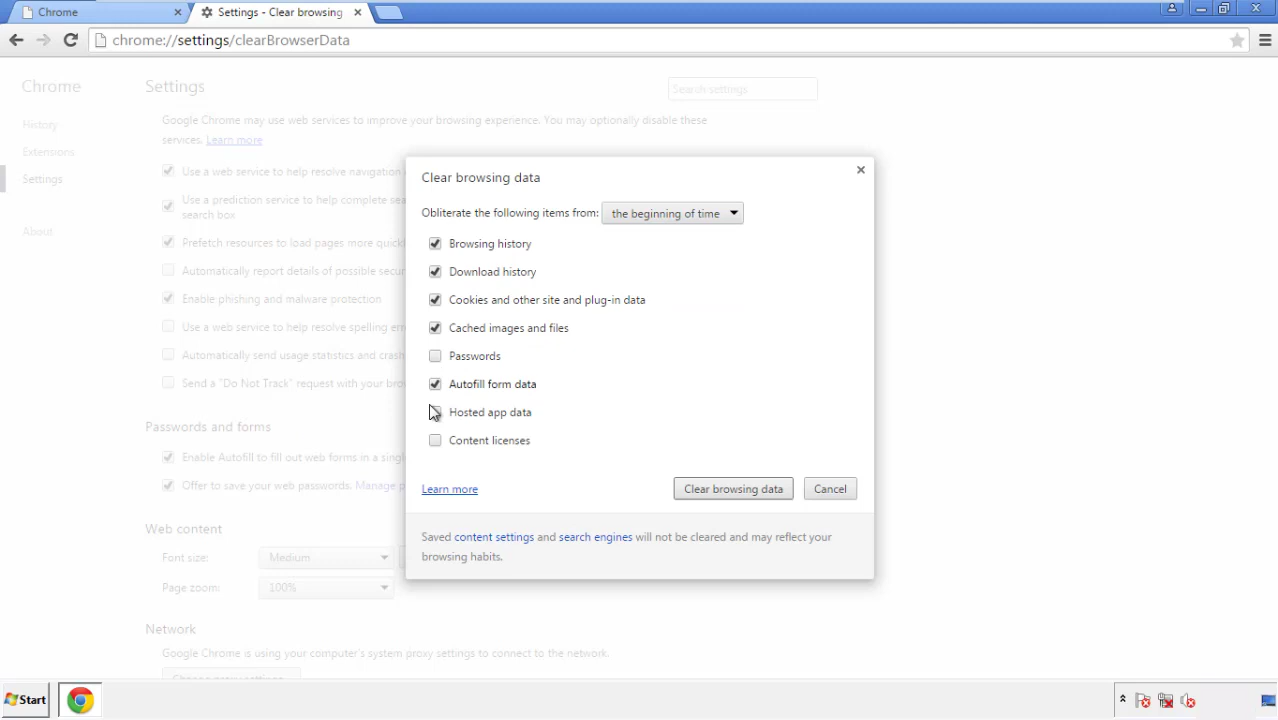 Chrome
Settings - Clear browsing
chrome://settings/clearBrowserData
Chrome
History
Extensions
Settings
About
Settings
Search settings
Google Chrome may use web services to improve your browsing experience. You may optionally disable these
services. Learn more
Use a web service to help resolve navigation
Use a prediction service to help complete
search box
Prefetch resources to load pages more
Automatically report details of possible
Enable phishing and malware protection
Use a web service to help resolve spelling
Automatically send usage statistics and
Send a "Do Not Track" request with your
Passwords and forms
Enable Autofill to fill out web forms in a
Offer to save your web passwords. Manage
Web content
Font size: Medium
Page zoom: 100%
Network
Google Chrome is using your computer's system proxy settings to connect to the network.
Clear browsing data
Obliterate the following items from: the beginning of time
Browsing history
Download history
Cookies and other site and plug-in data
Cached images and files
Passwords
Autofill form data
Hosted app data
Content licenses
Learn more
Clear browsing data
Cancel
Saved content settings and search engines will not be cleared and may reflect your
browsing habits.
Start